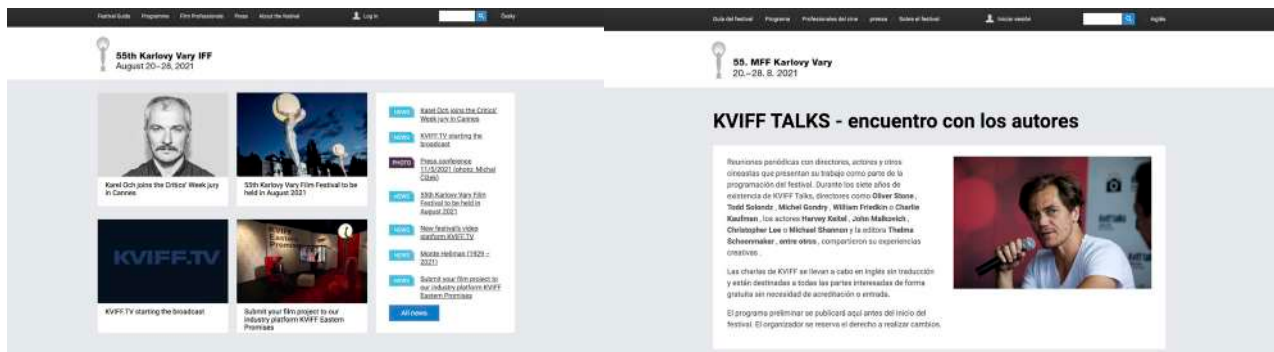 Festival Guide Programme Film Professionals Press About the festival Log in Česky
55th Karlovy Vary IFF
August 20–28, 2021
Karel Och joins the Critics' Week jury
in Cannes
55th Karlovy Vary Film Festival to be
held in August 2021
KVIFF.TV
KVIFF
Eastern
Promises
KVIFF.TV starting the broadcast
Submit your film project to our
industry platform KVIFF Eastern
Promises
NEWS Karel Och joins the Critics'
Week jury in Cannes
NEWS KVIFF.TV starting the
broadcast
PHOTO Press conference
11/5/2021 (photo: Michal
Čížek)
NEWS 55th Karlovy Vary Film
Festival to be held in
August 2021
NEWS New festival's video
platform KVIFF.TV
NEWS Monte Hellman (1929 –
2021)
NEWS Submit your film project to
our industry platform KVIFF
Eastern Promises
All news
Guía del festival Programa Profesionales del cine prensa Sobre el festival Iniciar sesión Inglés
55. MFF Karlovy Vary
20.–28. 8. 2021
KVIFF TALKS - encuentro con los autores
Reuniones periódicas con directores, actores y otros
cineastas que presentan su trabajo como parte de la
programación del festival. Durante los siete años de
existencia de KVIFF Talks, directores como Oliver Stone ,
Todd Solondz , Michel Gondry , William Friedkin o Charlie
Kaufman , los actores Harvey Keitel , John Malkovich ,
Christopher Lee o Michael Shannon y la editora Thelma
Schoonmaker , entre otros , compartieron su experiencias
creativas .
Las charlas de KVIFF se llevan a cabo en inglés sin traducción
y están destinadas a todas las partes interesadas de forma
gratuita sin necesidad de acreditación o entrada.
El programa preliminar se publicará aquí antes del inicio del
festival. El organizador se reserva el derecho a realizar cambios.